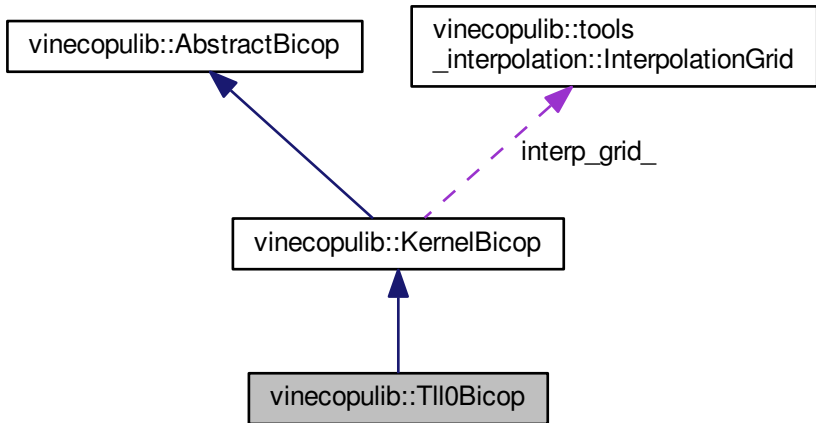 vinecopulib::AbstractBicop
vinecopulib::tools
_interpolation::InterpolationGrid
interp_grid_
vinecopulib::KernelBicop
vinecopulib::Tll0Bicop